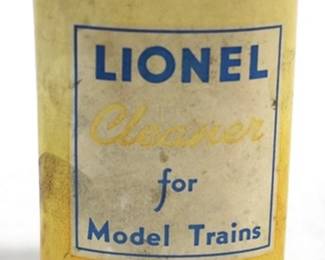 LIONEL
Cleaner
for
Model Trains